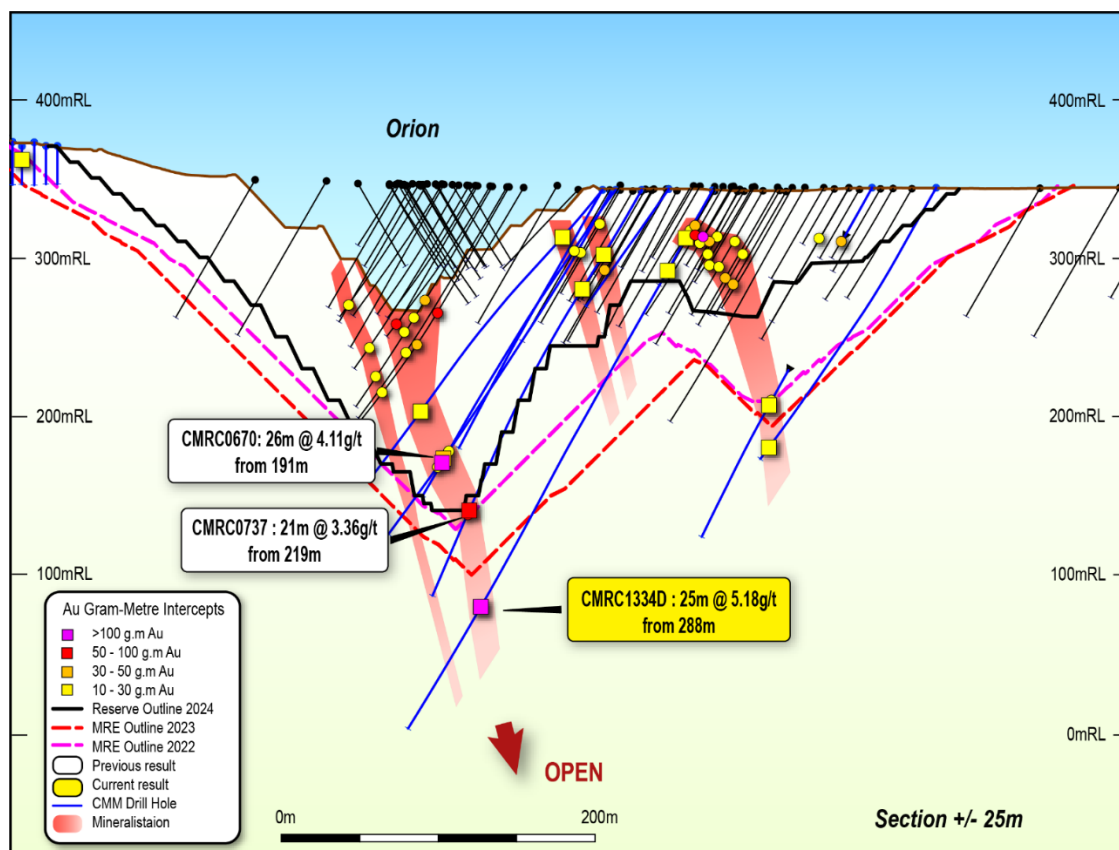 400mRL
400mRL
Orion
300mRL
300mRL
200mRL
200mRL
CMRC0670: 26m @ 4.11g/t
from 191m
CMRC0737 : 21m @ 3.36g/t
from 219m
100mRL
100mRL
CMRC1334D : 25m @ 5.18g/t
from 288m
Au Gram-Metre Intercepts
>100 g.m Au
50 - 100 g.m Au
30 - 50 g.m Au
10 - 30 g.m Au
Reserve Outline 2024
MRE Outline 2023
MRE Outline 2022
Previous result
Current result
CMM Drill Hole
Mineralistaion
0mRL
OPEN
0m
200m
Section +/- 25m